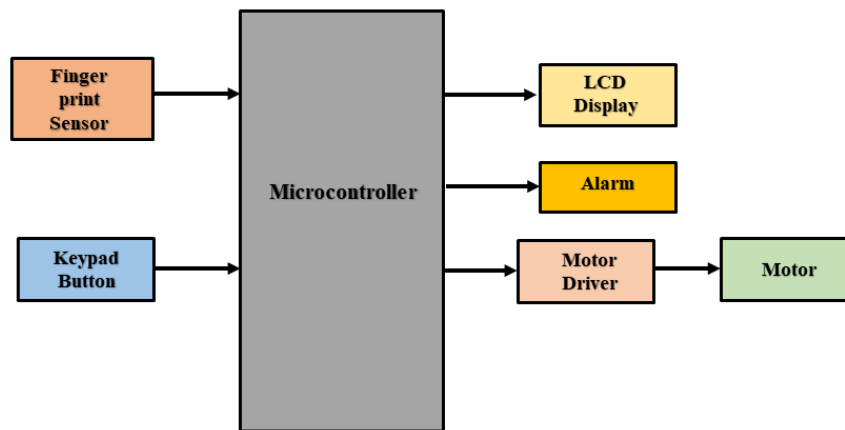 Finger
print
Sensor
Keypad
Button
Microcontroller
LCD
Display
Alarm
Motor
Driver
Motor